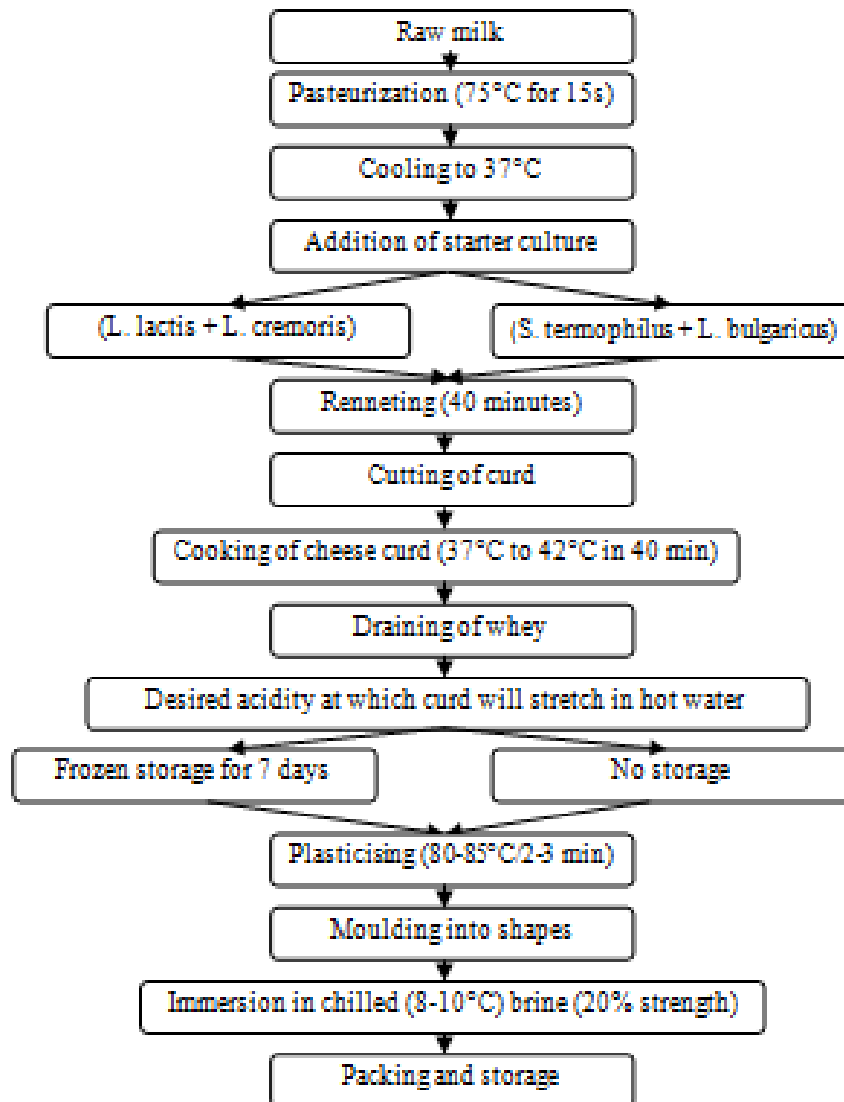 Raw milk
Pasteurization (75°C for 15s)
Cooling to 37°C
Addition of starter culture
(L. lactis + L. cremoris)
(S. termophilus + L. bulgaricus)
Renneting (40 minutes)
Cutting of curd
Cooking of cheese curd (37°C to 42°C in 40 min)
Draining of whey
Desired acidity at which curd will stretch in hot water
Frozen storage for 7 days
No storage
Plasticising (80-85°C/2-3 min)
Moulding into shapes
Immersion in chilled (8-10°C) brine (20% strength)
Packing and storage